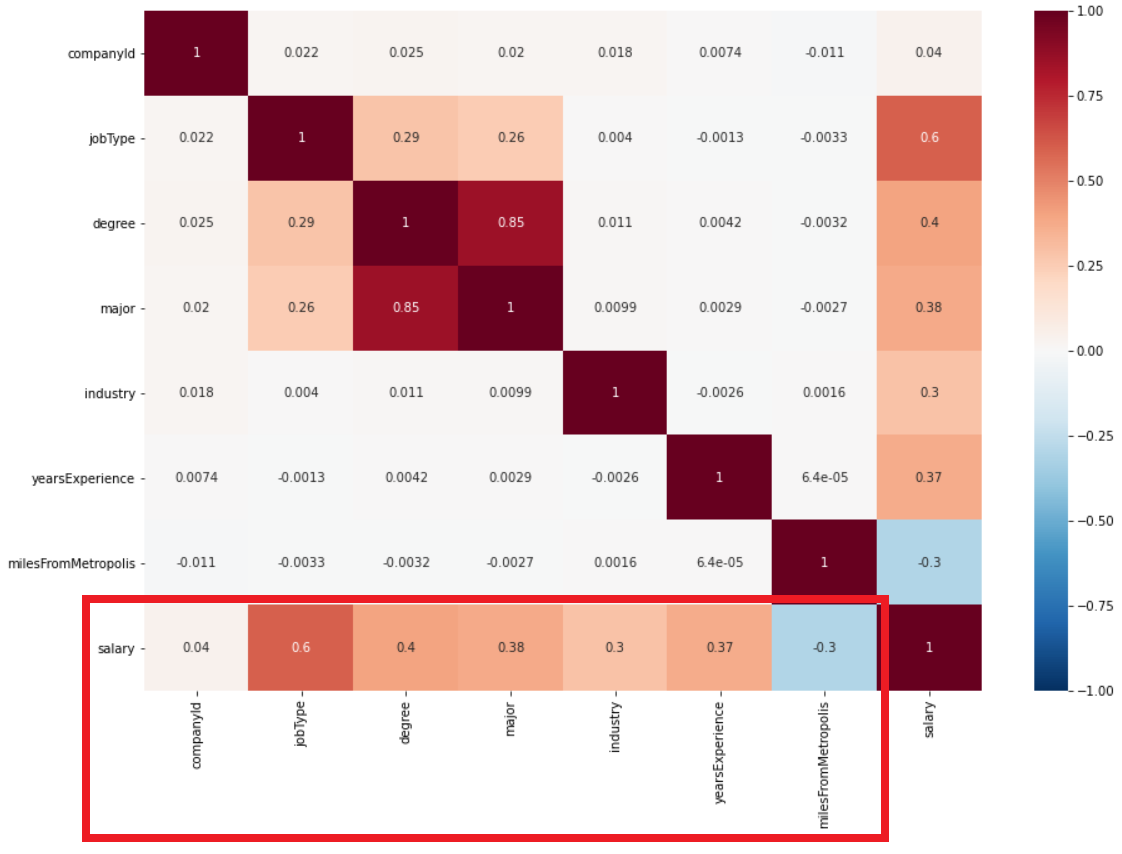 companyId 1 0.022 0.025 0.02 0.018 0.0074 -0.011 0.04
jobType 0.022 1 0.29 0.26 0.004 -0.0013 -0.0033 0.6
degree 0.025 0.29 1 0.85 0.011 0.0042 -0.0032 0.4
major 0.02 0.26 0.85 1 0.0099 0.0029 -0.0027 0.38
industry 0.018 0.004 0.011 0.0099 1 -0.0026 0.0016 0.3
yearsExperience 0.0074 -0.0013 0.0042 0.0029 -0.0026 1 6.4e-05 0.37
milesFromMetropolis -0.011 -0.0033 -0.0032 -0.0027 0.0016 6.4e-05 1 -0.3
salary 0.04 0.6 0.4 0.38 0.3 0.37 -0.3 1
companyId
jobType
degree
major
industry
yearsExperience
milesFromMetropolis
salary
1.00
0.75
0.50
0.25
0.00
−0.25
−0.50
−0.75
−1.00